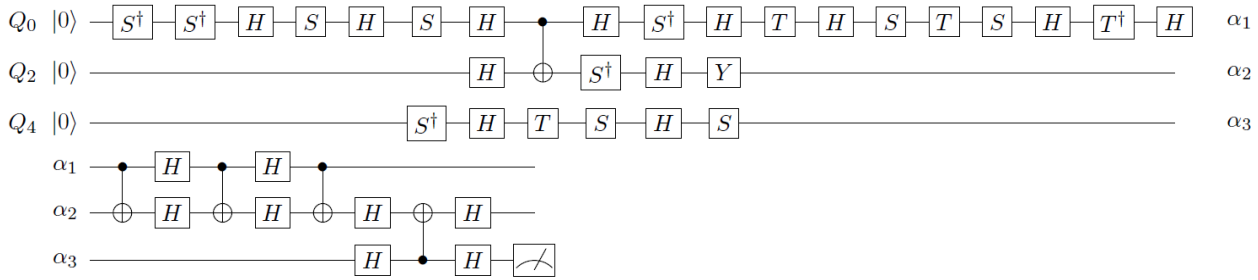 Q₀ |0⟩ S† S† H S H S H H S† H T H S T S H T† H α₁
Q₂ |0⟩ H S† H Y α₂
Q₄ |0⟩ S† H T S H S α₃
α₁ H H
α₂ H H H H
α₃ H H